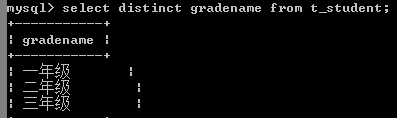 mysql> select distinct gradename from t_student;
+-----------+
| gradename |
+-----------+
| 一年级       |
| 二年级        |
| 三年级        |
+-----------+